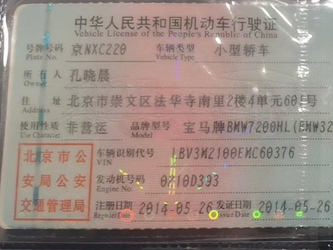 中华人民共和国机动车行驶证
Vehicle License of the People's Republic of China
号牌号码 京NXC220 车辆类型 小型轿车
Plate No. Vehicle Type
所有人 孔晓晨
Owner
住址 北京市崇文区法华寺南里2楼4单元601号
Address
使用性质 非营运 品牌型号 宝马牌BMW7200HL(BMW32
Use Character
北京市公 车辆识别代号 LBV3M2100EMC60376
VIN
安局公安 发动机号码
Engine No.
交通管理局 注册日期 2014-05-26 发证日期 2014-05-26
Register Date Issue Date